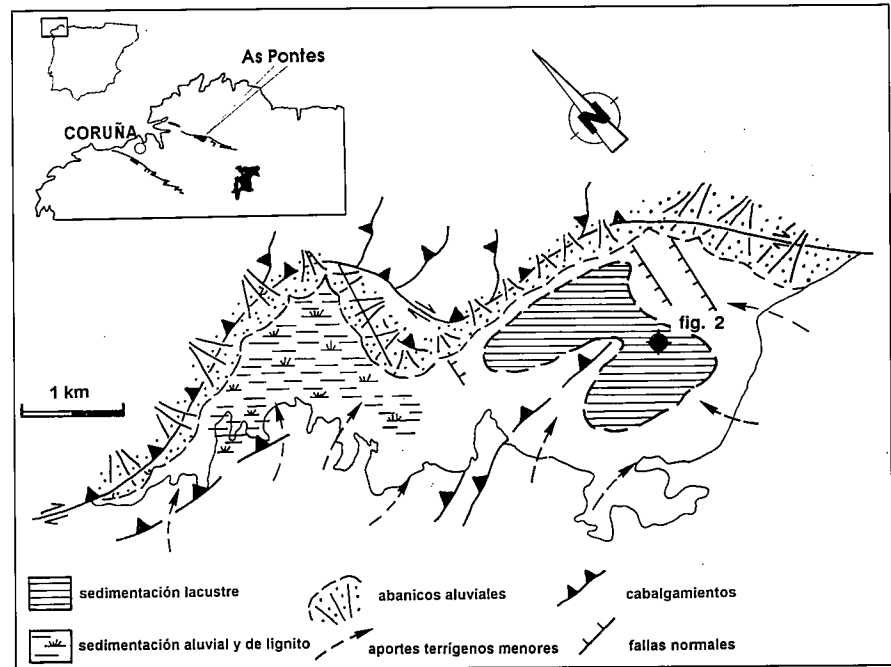 As Pontes
CORUÑA
N
fig. 2
1 km
sedimentación lacustre
abanicos aluviales
cabalgamientos
sedimentación aluvial y de lignito
aportes terrígenos menores
fallas normales